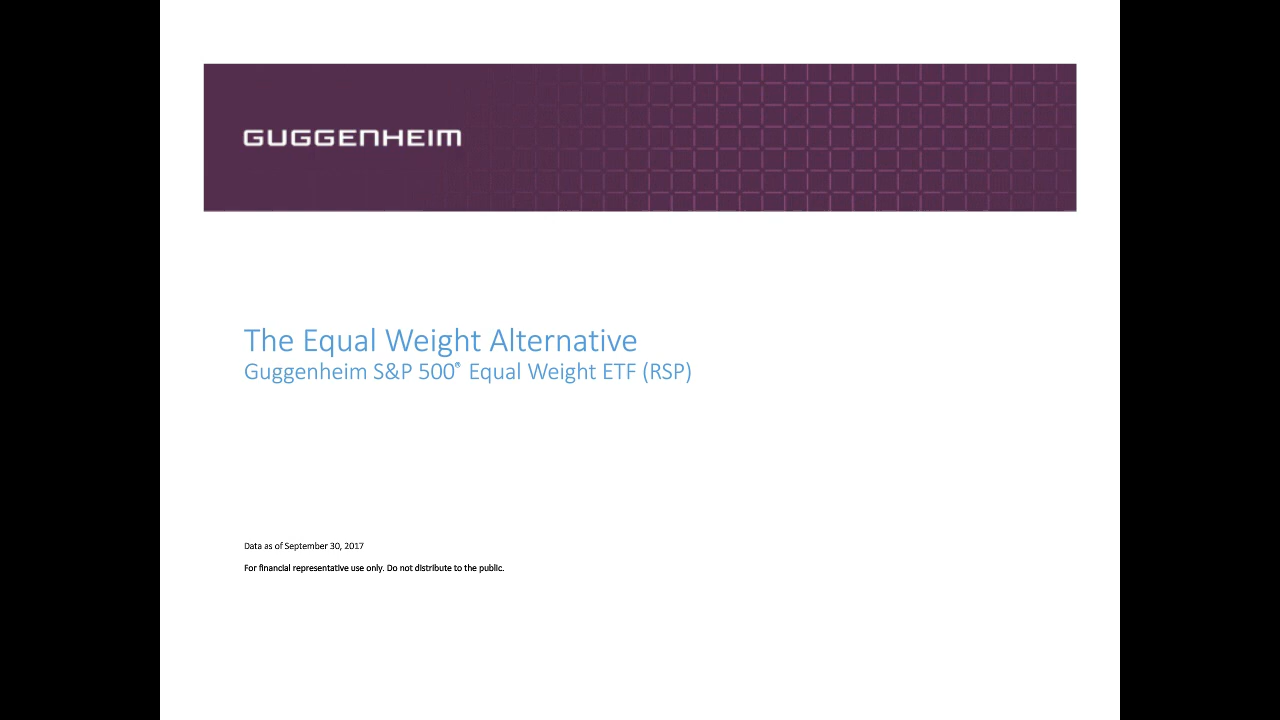 GUGGENHEIM
The Equal Weight Alternative
Guggenheim S&P 500® Equal Weight ETF (RSP)
Data as of September 30, 2017
For financial representative use only. Do not distribute to the public.